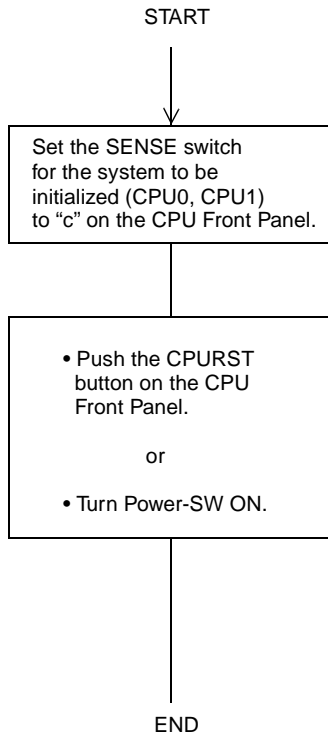 START
Set the SENSE switch
for the system to be
initialized (CPU0, CPU1)
to “c” on the CPU Front Panel.
• Push the CPURST
button on the CPU
Front Panel.
or
• Turn Power-SW ON.
END